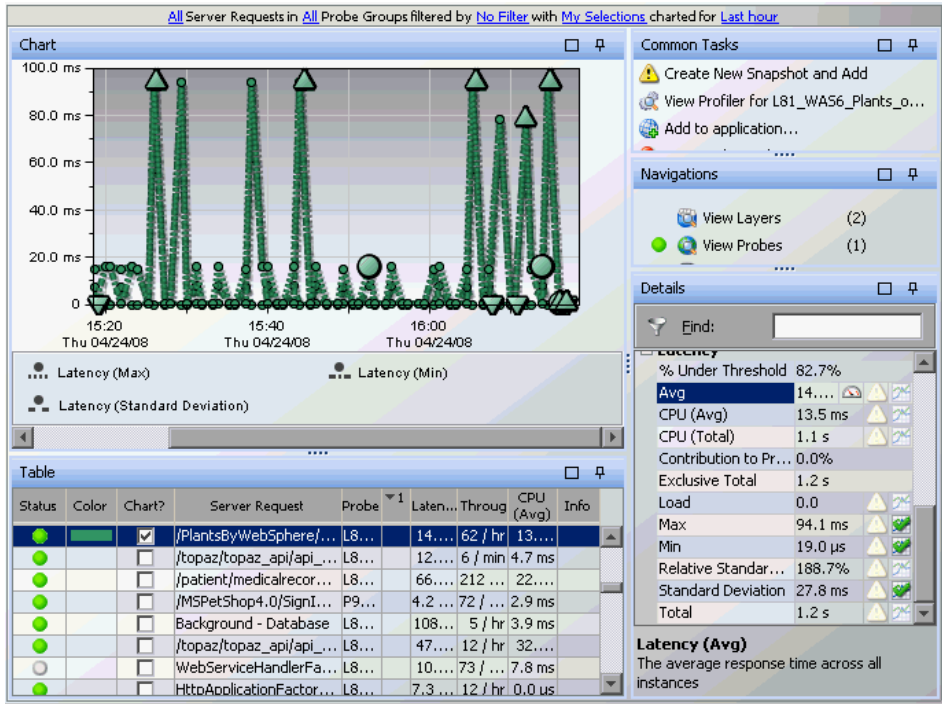 All Server Requests in All Probe Groups filtered by No Filter with My Selections charted for Last hour
Chart
100.0 ms
80.0 ms
60.0 ms
40.0 ms
20.0 ms
0
15:20
Thu 04/24/08
15:40
Thu 04/24/08
16:00
Thu 04/24/08
Latency (Max)
Latency (Min)
Latency (Standard Deviation)
Table
Status Color Chart? Server Request Probe 1 Laten... Throug CPU (Avg) Info
/PlantsByWebSphere/... L8... 14.... 62 / hr 13....
/topaz/topaz_api/api_... L8... 12.... 6 / min 4.7 ms
/patient/medicalrecor... L8... 66.... 212 ... 22....
/MSPetShop4.0/SignI... P9... 4.2 ... 72 / ... 2.9 ms
Background - Database L8... 108... 5 / hr 3.9 ms
/topaz/topaz_api/api_... L8... 47.... 12 / hr 32....
WebServiceHandlerFa... L8... 10.... 73 / ... 7.8 ms
HttpApplicationFactor... L8... 7.3 ... 12 / hr 0.0 us
Common Tasks
Create New Snapshot and Add
View Profiler for L81_WAS6_Plants_o...
Add to application...
Navigations
View Layers (2)
View Probes (1)
Details
Find:
Latency
% Under Threshold 82.7%
Avg 14....
CPU (Avg) 13.5 ms
CPU (Total) 1.1 s
Contribution to Pr... 0.0%
Exclusive Total 1.2 s
Load 0.0
Max 94.1 ms
Min 19.0 µs
Relative Standar... 188.7%
Standard Deviation 27.8 ms
Total 1.2 s
Latency (Avg)
The average response time across all
instances